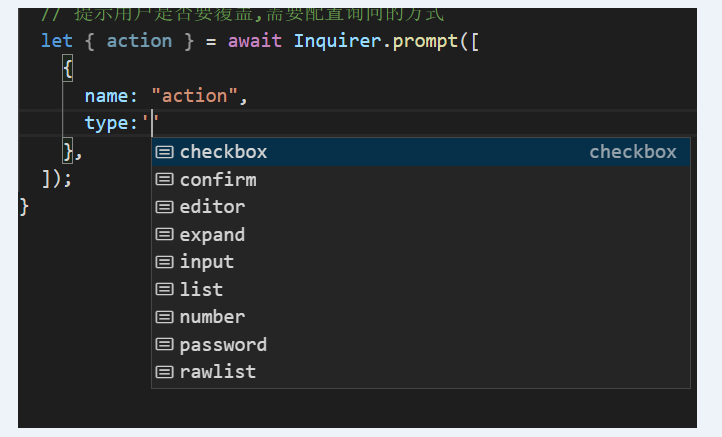 // 提示用户是否要覆盖,需要配置询问的方式
let { action } = await Inquirer.prompt([
{
name: "action",
type:''
},
]);
}
checkbox checkbox
confirm
editor
expand
input
list
number
password
rawlist